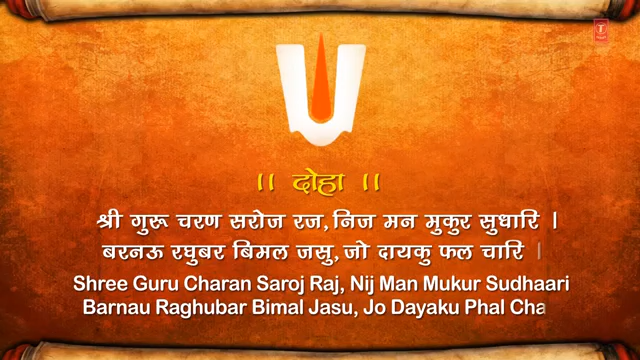 ।। दोहा ।।
श्री गुरू चरण सरोज रज, निज मन मुकुर सुधारि ।
बरनऊ रघुबर बिमल जसु, जो दायकु फल चारि ।
Shree Guru Charan Saroj Raj, Nij Man Mukur Sudhaari
Barnau Raghubar Bimal Jasu, Jo Dayaku Phal Cha